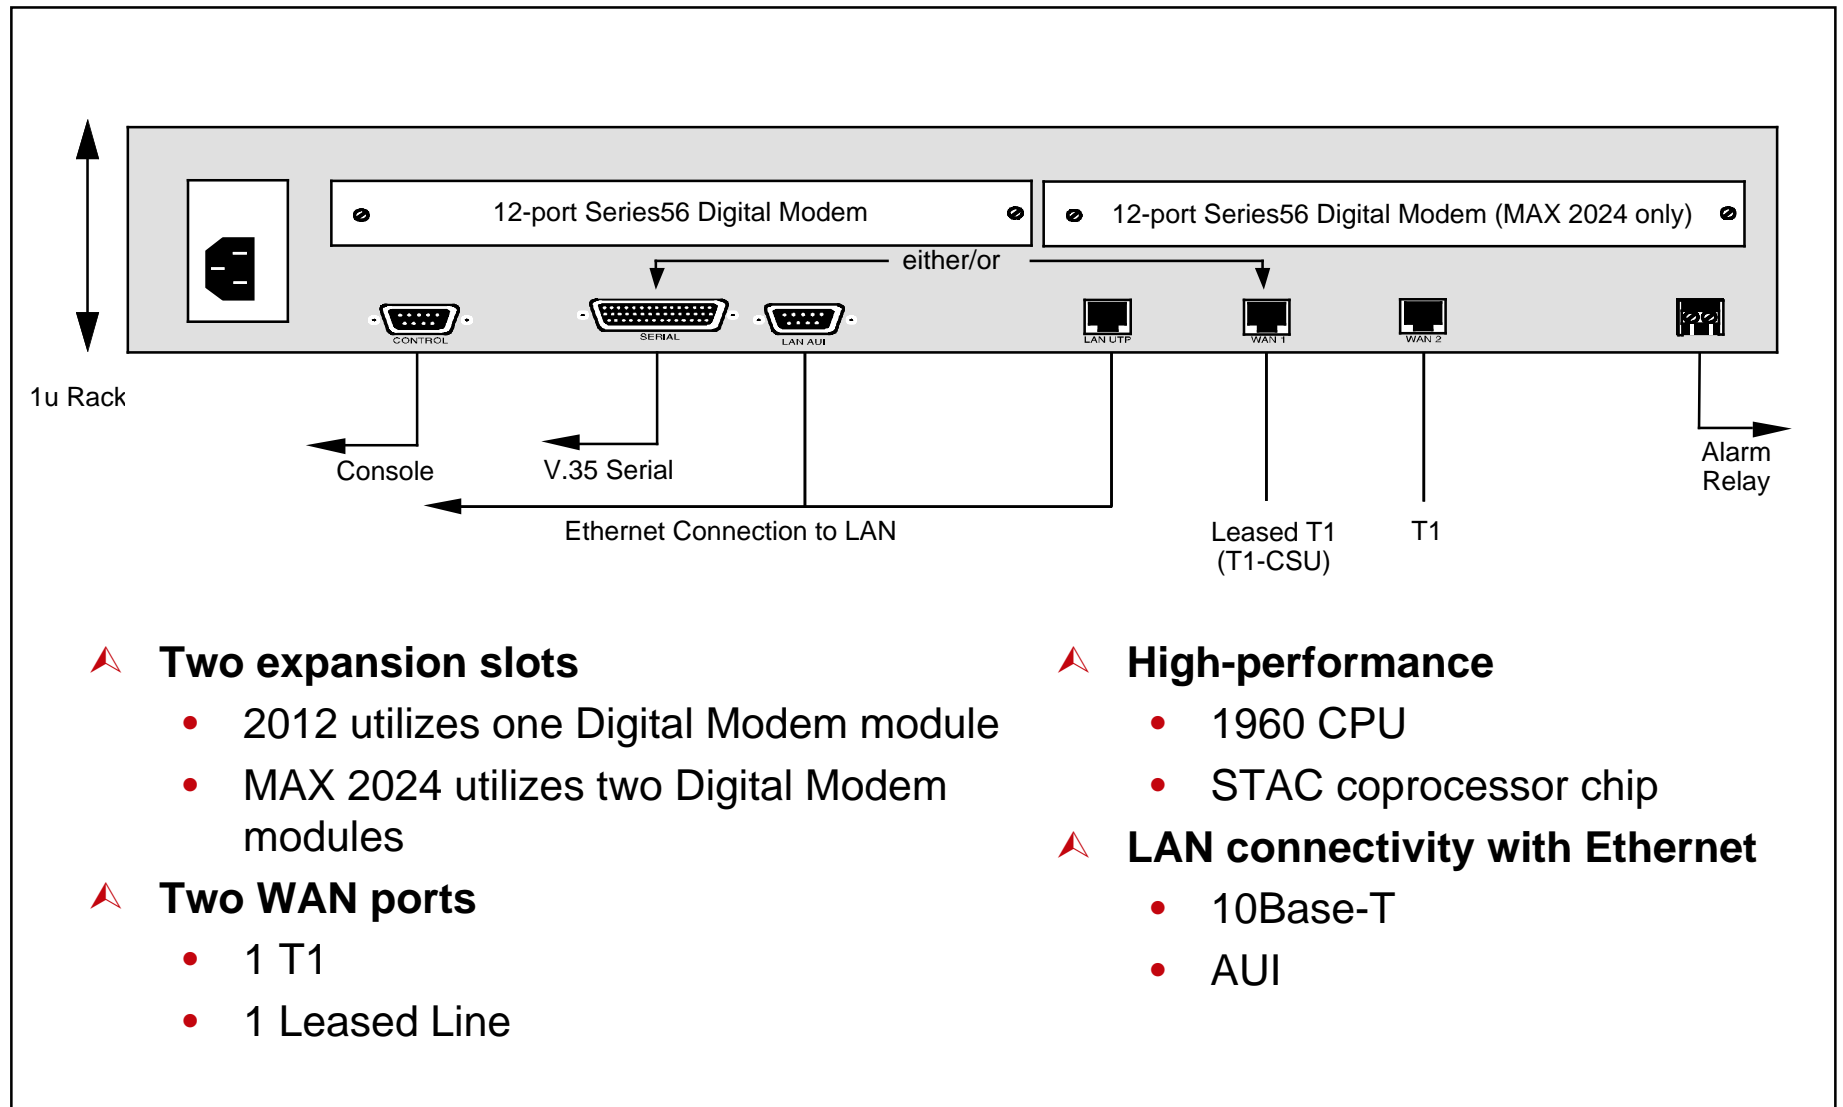 12-port Series56 Digital Modem
12-port Series56 Digital Modem (MAX 2024 only)
either/or
CONTROL
SERIAL
LAN AUI
LAN UTP
WAN 1
WAN 2
1u Rack
Console
V.35 Serial
Ethernet Connection to LAN
Leased T1
(T1-CSU)
T1
Alarm
Relay
Two expansion slots
• 2012 utilizes one Digital Modem module
• MAX 2024 utilizes two Digital Modem
modules
Two WAN ports
• 1 T1
• 1 Leased Line
High-performance
• 1960 CPU
• STAC coprocessor chip
LAN connectivity with Ethernet
• 10Base-T
• AUI